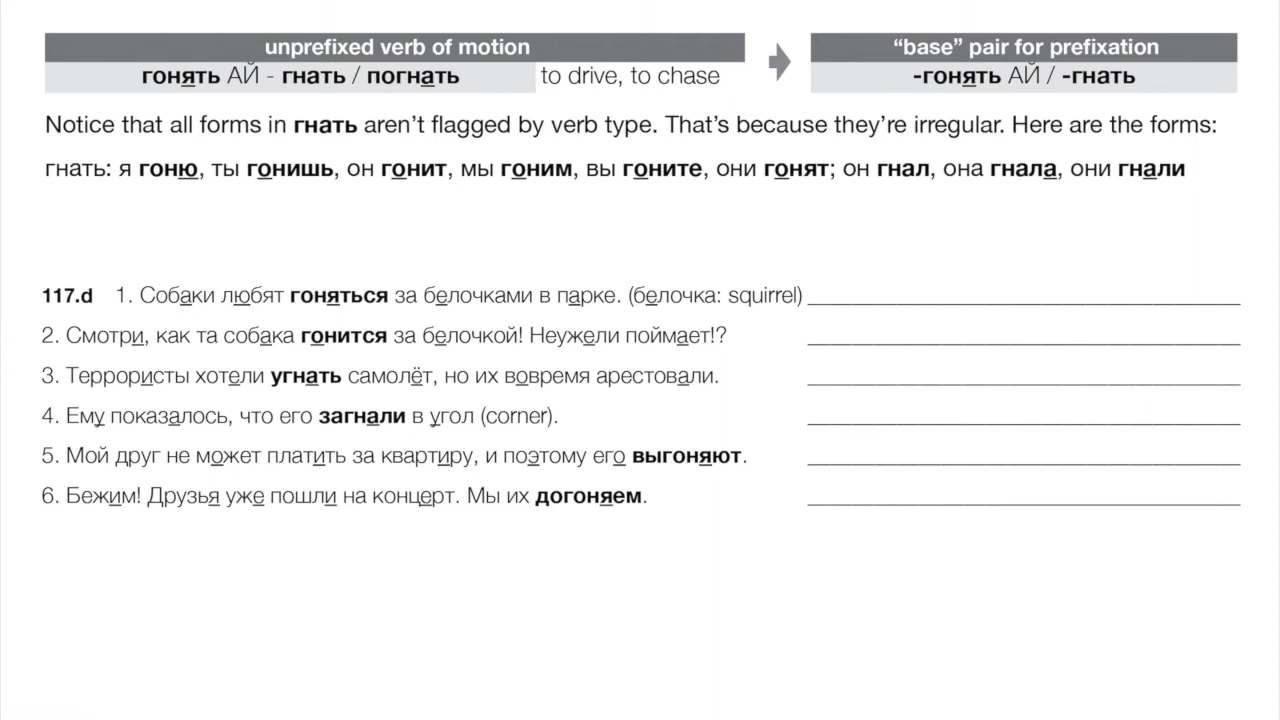 unprefixed verb of motion
"base" pair for prefixation
гонять АЙ - гнать / погнать to drive, to chase
-гонять АЙ / -гнать
Notice that all forms in гнать aren't flagged by verb type. That's because they're irregular. Here are the forms:
гнать: я гоню, ты гонишь, он гонит, мы гоним, вы гоните, они гонят; он гнал, она гнала, они гнали
117.d 1. Собаки любят гоняться за белочками в парке. (белочка: squirrel)
2. Смотри, как та собака гонится за белочкой! Неужели поймает!?
3. Террористы хотели угнать самолёт, но их вовремя арестовали.
4. Ему показалось, что его загнали в угол (corner).
5. Мой друг не может платить за квартиру, и поэтому его выгоняют.
6. Бежим! Друзья уже пошли на концерт. Мы их догоняем.